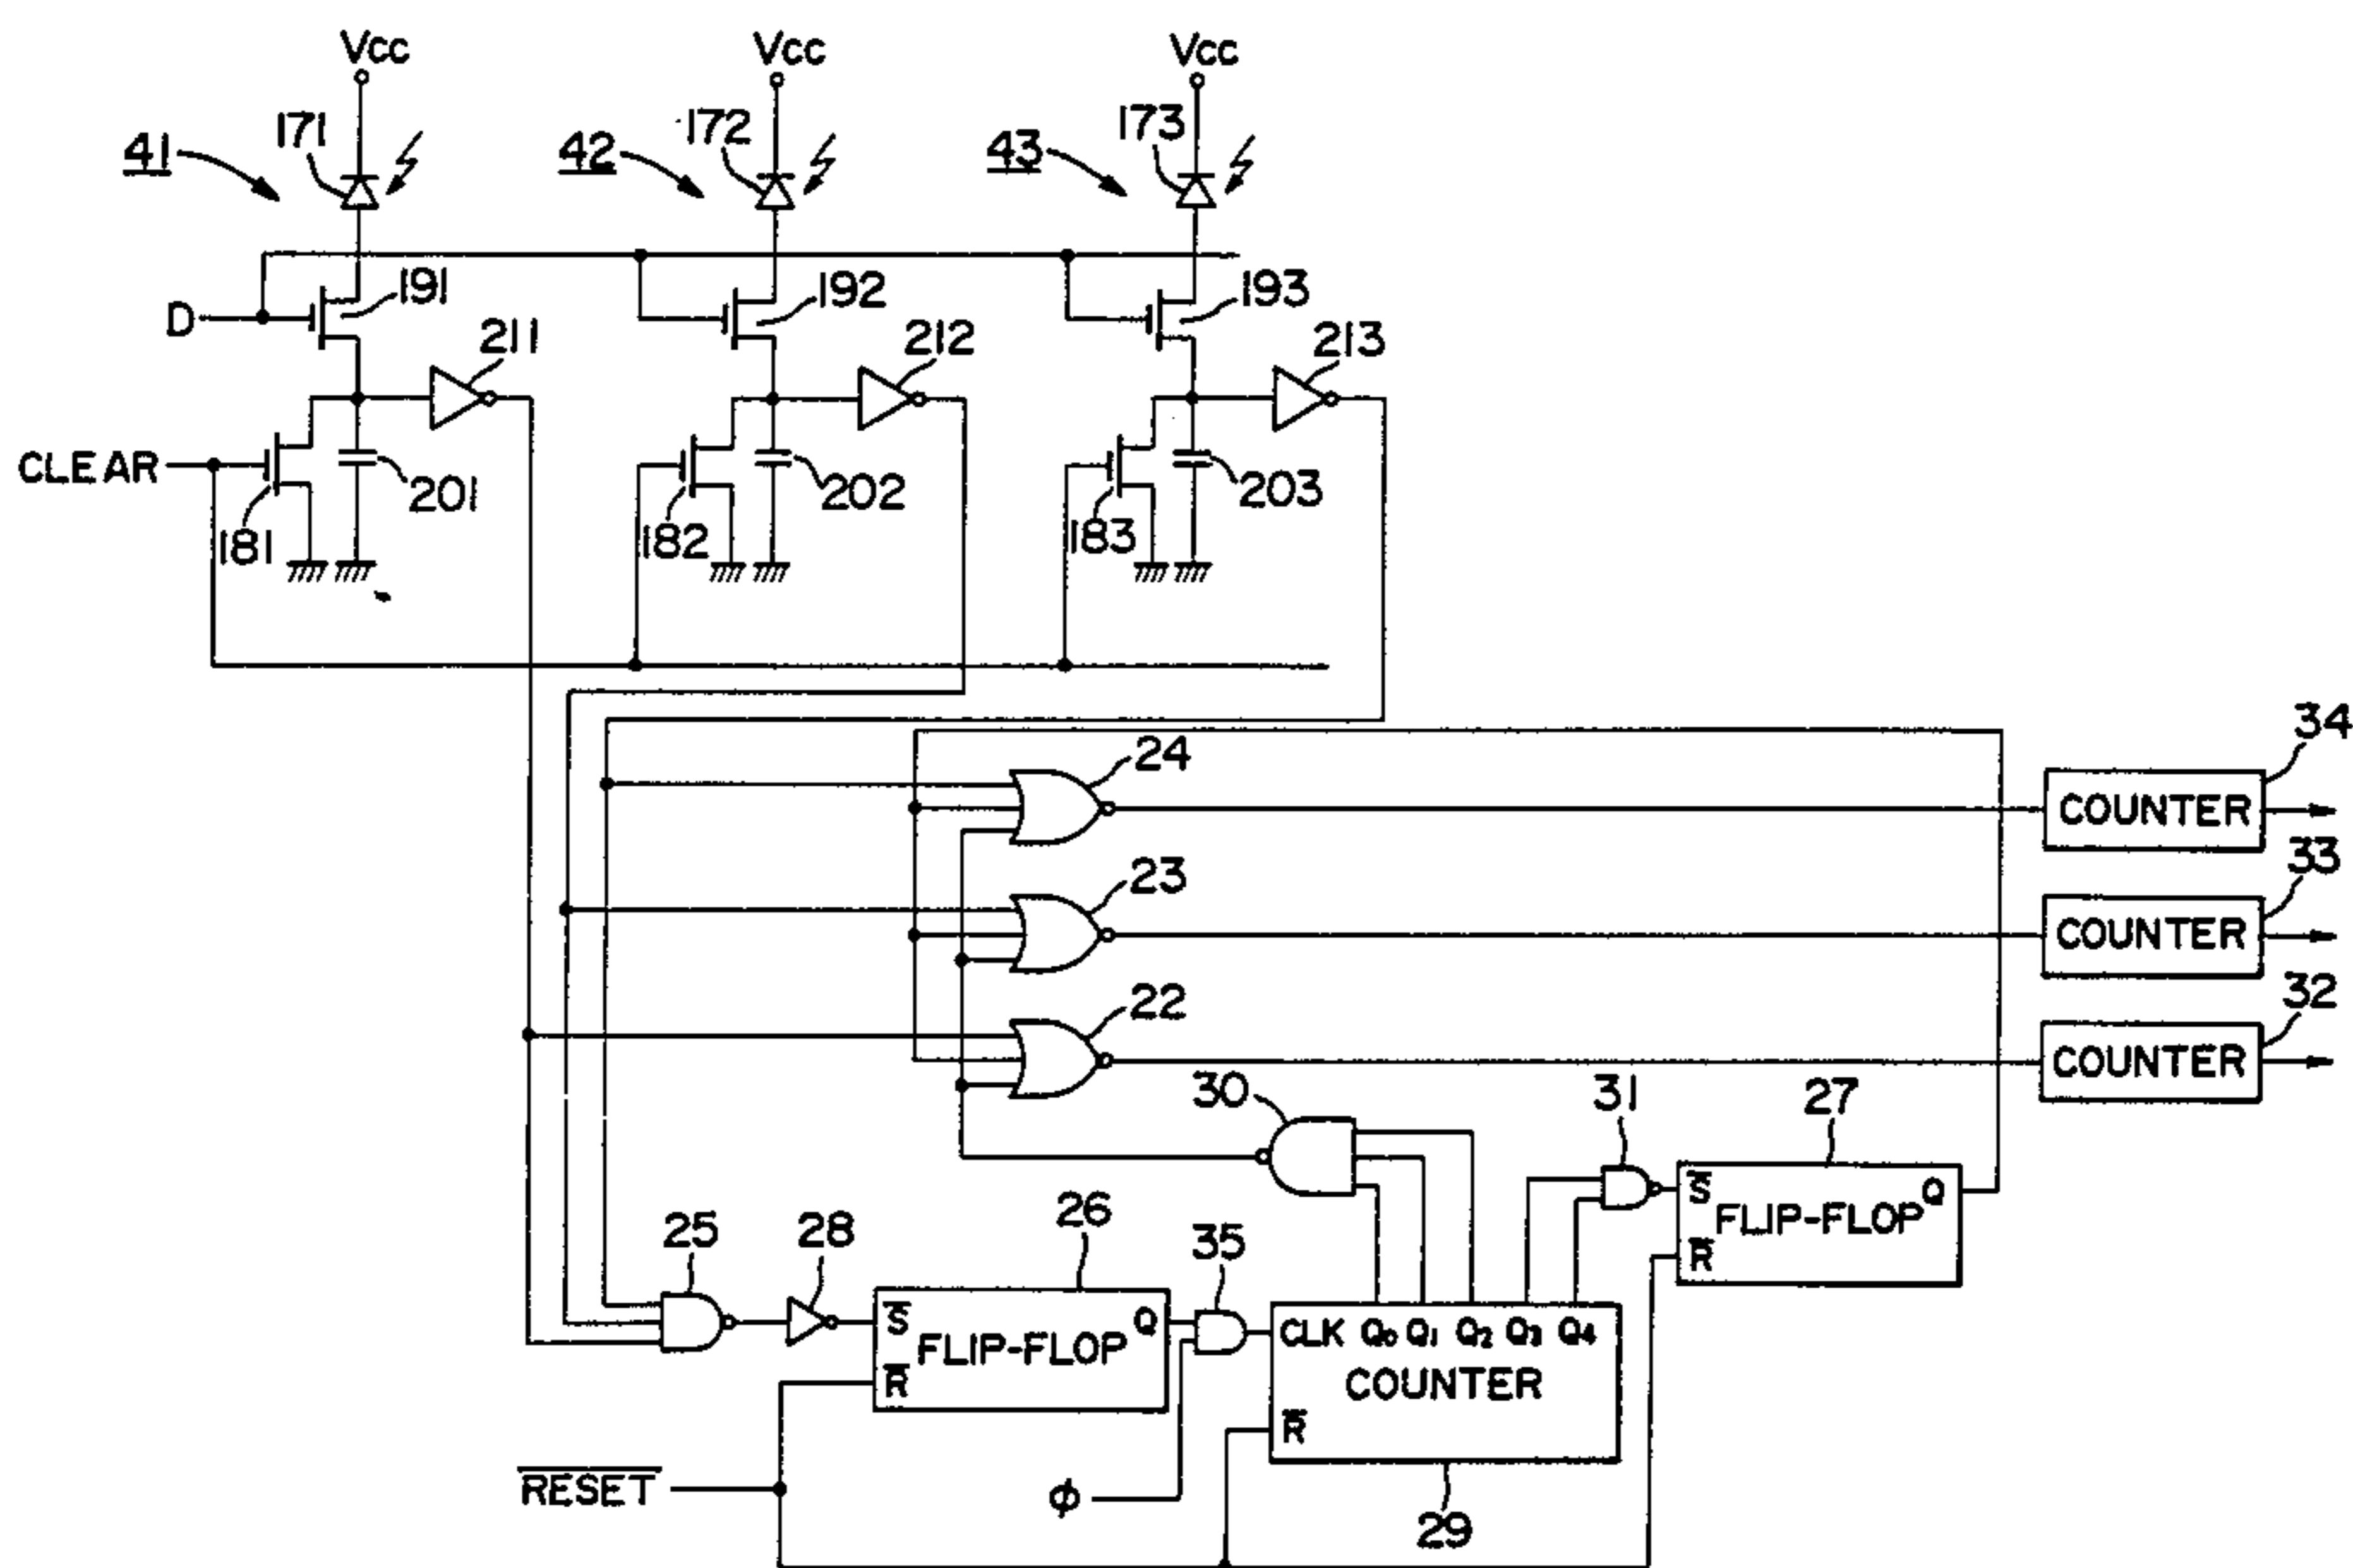 Vcc Vcc Vcc
41 171 42 172 43 173
D 191 192 193
211 212 213
CLEAR 201 202 203
181 182 183
24 34
COUNTER
23 33
COUNTER
22 32
COUNTER
30 31 27
S̅ Q
FLIP-FLOP
R̅
25 28 26 35
S̅ Q
FLIP-FLOP
R̅
CLK Q0 Q1 Q2 Q3 Q4
COUNTER
R̅
R̅E̅S̅E̅T̅ ϕ 29